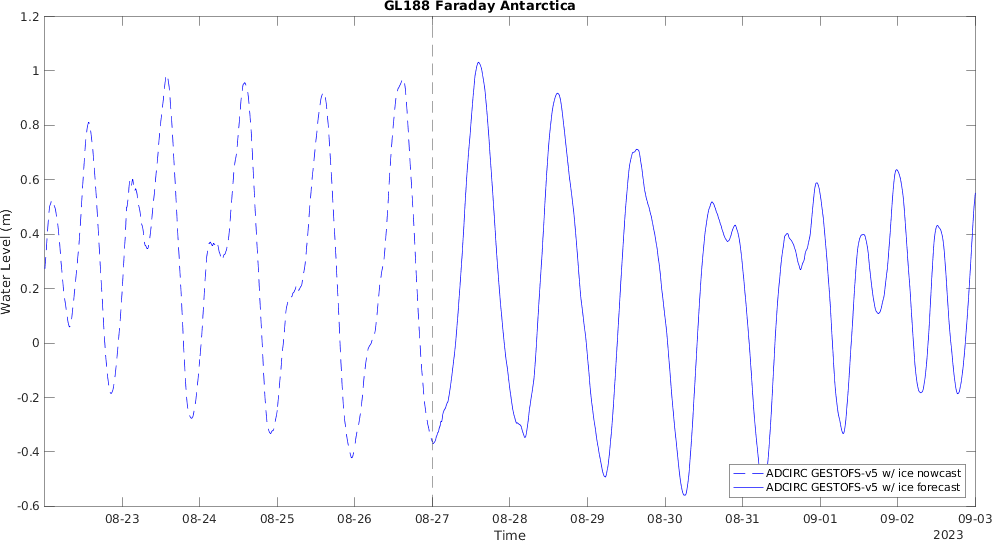 GL188 Faraday Antarctica
1.2
1
0.8
0.6
0.4
0.2
0
-0.2
-0.4
-0.6
Water Level (m)
ADCIRC GESTOFS-v5 w/ ice nowcast
ADCIRC GESTOFS-v5 w/ ice forecast
08-23 08-24 08-25 08-26 08-27 08-28 08-29 08-30 08-31 09-01 09-02 09-03
Time
2023